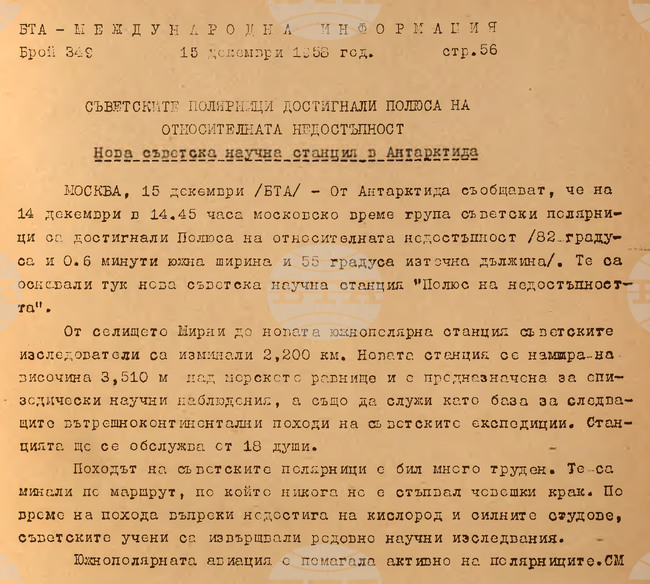 БТА - МЕЖДУНАРОДНА ИНФОРМАЦИЯ
Брой 349 15 декември 1958 год. стр.56
СЪВЕТСКИТЕ ПОЛЯРНИЦИ ДОСТИГНАЛИ ПОЛЮСА НА
ОТНОСИТЕЛНАТА НЕДОСТЪПНОСТ
Нова съветска научна станция в Антарктида
МОСКВА, 15 декември /БТА/ - От Антарктида съобщават, че на
14 декември в 14.45 часа московско време група съветски полярни-
ци са достигнали Полюса на относителната недостъпност /82 граду-
са и 0.6 минути южна ширина и 55 градуса източна дължина/. Те са
основали тук нова съветска научна станция "Полюс на недостъпност-
та".
От селището Мирни до новата южнополярна станция съветските
изследователи са изминали 2,200 км. Новата станция се намира на
височина 3,510 м над морското равнище и е предназначена за епи-
зодически научни наблюдения, а също да служи като база за следва-
щите вътрешноконтинентални походи на съветските експедиции. Стан-
цията ще се обслужва от 18 души.
Походът на съветските полярници е бил много труден. Те са
минали по маршрут, по който никога не е стъпвал човешки крак. По
време на похода въпреки недостига на кислород и силните студове,
съветските учени са извършвали редовно научни изследвания.
Южнополярната авиация е помагала активно на полярниците.СМ